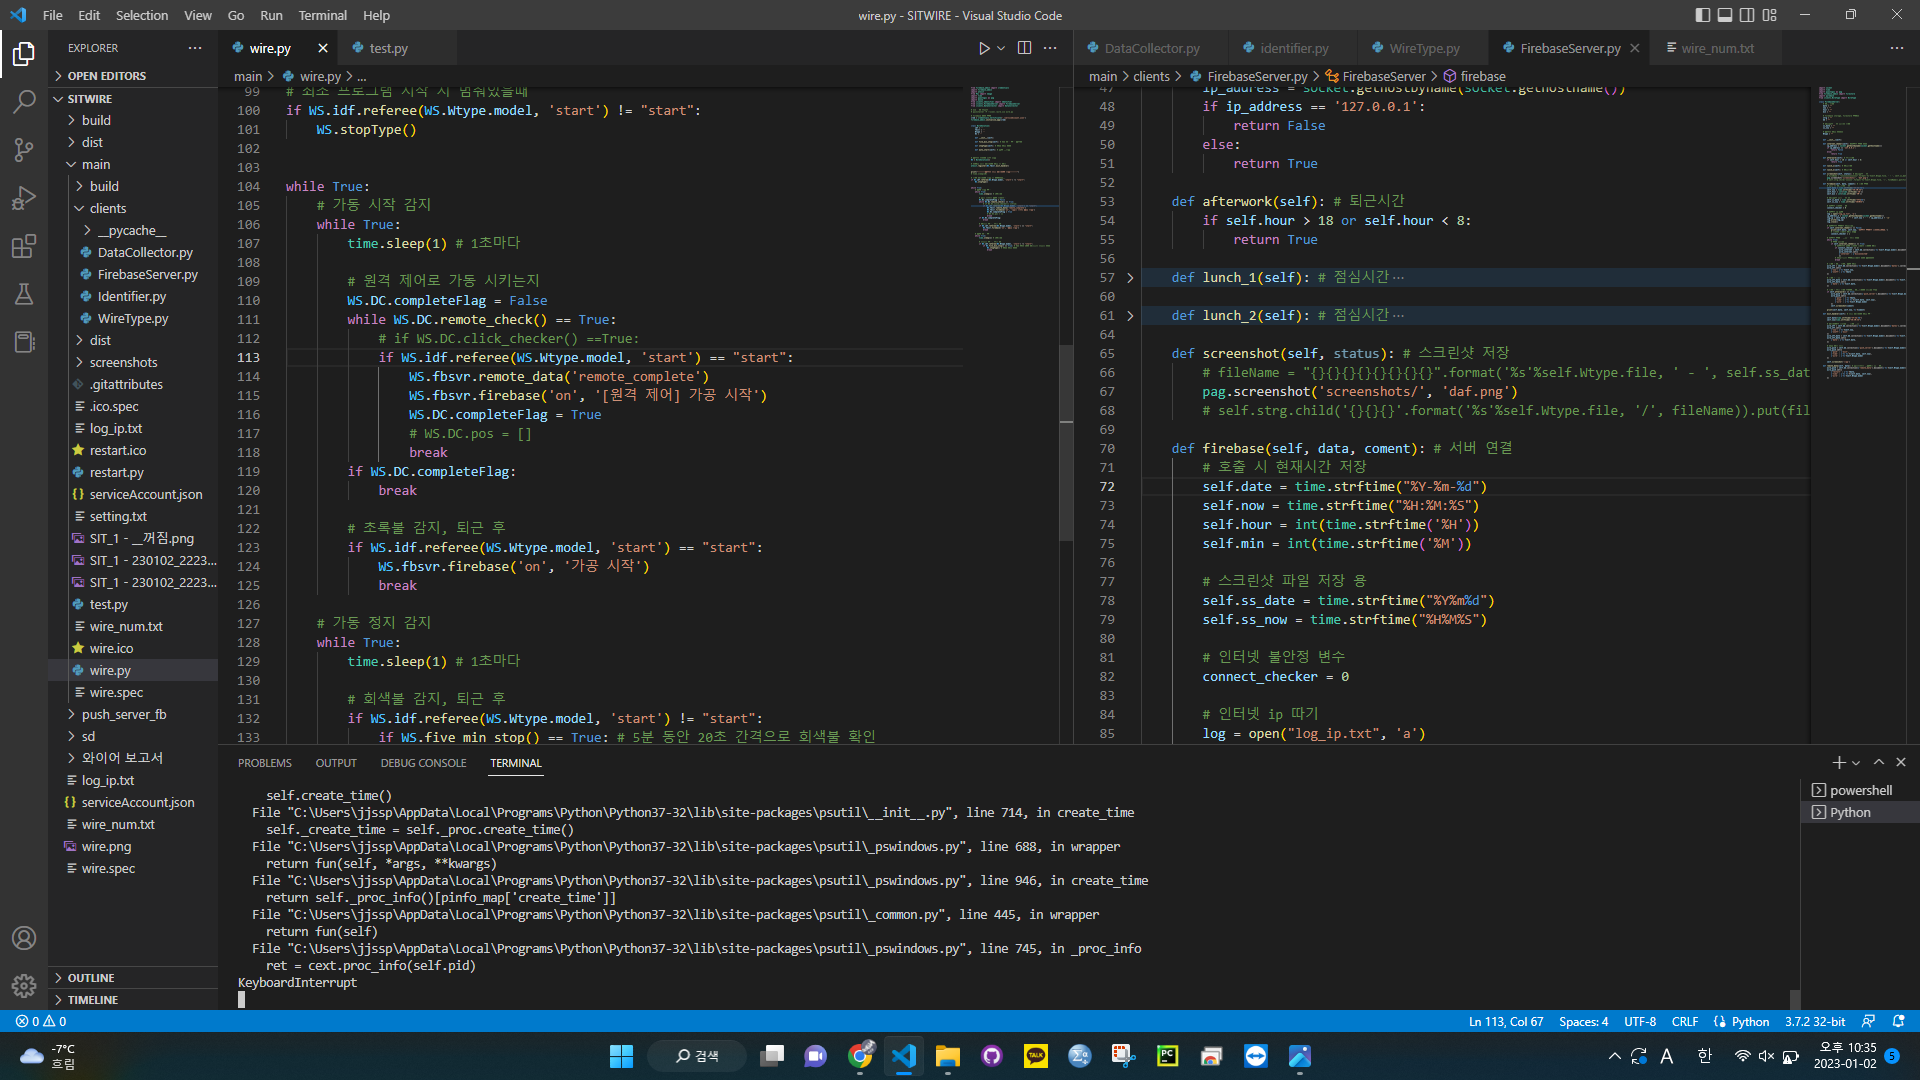 File Edit Selection View Go Run Terminal Help
wire.py - SITWIRE - Visual Studio Code
EXPLORER
OPEN EDITORS
SITWIRE
build
dist
main
build
clients
__pycache__
DataCollector.py
FirebaseServer.py
Identifier.py
WireType.py
dist
screenshots
.gitattributes
.ico.spec
log_ip.txt
restart.ico
restart.py
serviceAccount.json
setting.txt
SIT_1 - __꺼짐.png
SIT_1 - 230102_2223...
SIT_1 - 230102_2223...
test.py
wire_num.txt
wire.ico
wire.py
wire.spec
push_server_fb
sd
와이어 보고서
log_ip.txt
serviceAccount.json
wire_num.txt
wire.png
wire.spec
OUTLINE
TIMELINE
wire.py test.py
main > wire.py > ...
99 # 최소 프로그램 시작 시 멈춰있을때
100 if WS.idf.referee(WS.Wtype.model, 'start') != "start":
101 WS.stopType()
102
103
104 while True:
105 # 가동 시작 감지
106 while True:
107 time.sleep(1) # 1초마다
108
109 # 원격 제어로 가동 시키는지
110 WS.DC.completeFlag = False
111 while WS.DC.remote_check() == True:
112 # if WS.DC.click_checker() ==True:
113 if WS.idf.referee(WS.Wtype.model, 'start') == "start":
114 WS.fbsvr.remote_data('remote_complete')
115 WS.fbsvr.firebase('on', '[원격 제어] 가공 시작')
116 WS.DC.completeFlag = True
117 # WS.DC.pos = []
118 break
119 if WS.DC.completeFlag:
120 break
121
122 # 초록불 감지, 퇴근 후
123 if WS.idf.referee(WS.Wtype.model, 'start') == "start":
124 WS.fbsvr.firebase('on', '가공 시작')
125 break
126
127 # 가동 정지 감지
128 while True:
129 time.sleep(1) # 1초마다
130
131 # 회색불 감지, 퇴근 후
132 if WS.idf.referee(WS.Wtype.model, 'start') != "start":
133 if WS.five_min_stop() == True: # 5분 동안 20초 간격으로 회색불 확인
DataCollector.py identifier.py WireType.py FirebaseServer.py wire_num.txt
main > clients > FirebaseServer.py > FirebaseServer > firebase
47 ip_address = socket.gethostbyname(socket.gethostname())
48 if ip_address == '127.0.0.1':
49 return False
50 else:
51 return True
52
53 def afterwork(self): # 퇴근시간
54 if self.hour > 18 or self.hour < 8:
55 return True
56
57 def lunch_1(self): # 점심시간 ...
60
61 def lunch_2(self): # 점심시간 ...
64
65 def screenshot(self, status): # 스크린샷 저장
66 # fileName = "{}{}{}{}{}{}{}{}".format('%s'%self.Wtype.file, ' - ', self.ss_dat
67 pag.screenshot('screenshots/', 'daf.png')
68 # self.strg.child('{}{}{}'.format('%s'%self.Wtype.file, '/', fileName)).put(fil
69
70 def firebase(self, data, coment): # 서버 연결
71 # 호출 시 현재시간 저장
72 self.date = time.strftime("%Y-%m-%d")
73 self.now = time.strftime("%H:%M:%S")
74 self.hour = int(time.strftime('%H'))
75 self.min = int(time.strftime('%M'))
76
77 # 스크린샷 파일 저장 용
78 self.ss_date = time.strftime("%Y%m%d")
79 self.ss_now = time.strftime("%H%M%S")
80
81 # 인터넷 불안정 변수
82 connect_checker = 0
83
84 # 인터넷 ip 따기
85 log = open("log_ip.txt", 'a')
PROBLEMS OUTPUT DEBUG CONSOLE TERMINAL
self.create_time()
File "C:\Users\jjssp\AppData\Local\Programs\Python\Python37-32\lib\site-packages\psutil\__init__.py", line 714, in create_time
self._create_time = self._proc.create_time()
File "C:\Users\jjssp\AppData\Local\Programs\Python\Python37-32\lib\site-packages\psutil\_pswindows.py", line 688, in wrapper
return fun(self, *args, **kwargs)
File "C:\Users\jjssp\AppData\Local\Programs\Python\Python37-32\lib\site-packages\psutil\_pswindows.py", line 946, in create_time
return self._proc_info()[pinfo_map['create_time']]
File "C:\Users\jjssp\AppData\Local\Programs\Python\Python37-32\lib\site-packages\psutil\_common.py", line 445, in wrapper
return fun(self)
File "C:\Users\jjssp\AppData\Local\Programs\Python\Python37-32\lib\site-packages\psutil\_pswindows.py", line 745, in _proc_info
ret = cext.proc_info(self.pid)
KeyboardInterrupt
powershell
Python
0 0
Ln 113, Col 67 Spaces: 4 UTF-8 CRLF Python 3.7.2 32-bit
-7°C
흐림
검색
TALK
PC
A 한
오후 10:35
2023-01-02
5